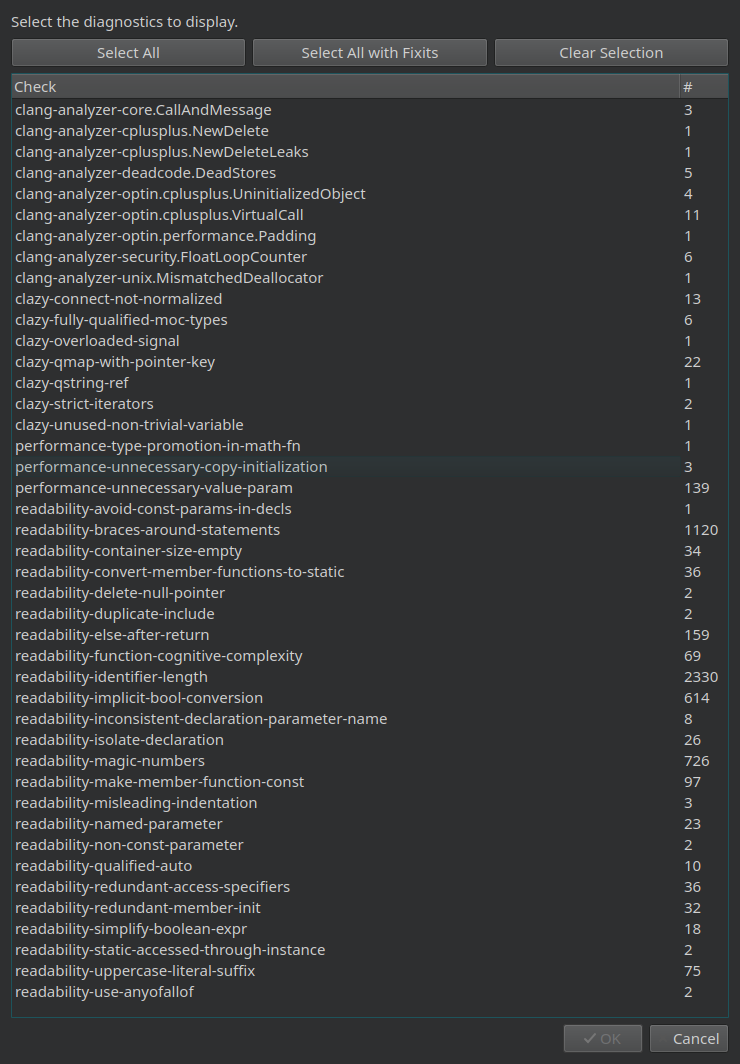 Select the diagnostics to display.
Select All Select All with Fixits Clear Selection
Check #
clang-analyzer-core.CallAndMessage 3
clang-analyzer-cplusplus.NewDelete 1
clang-analyzer-cplusplus.NewDeleteLeaks 1
clang-analyzer-deadcode.DeadStores 5
clang-analyzer-optin.cplusplus.UninitializedObject 4
clang-analyzer-optin.cplusplus.VirtualCall 11
clang-analyzer-optin.performance.Padding 1
clang-analyzer-security.FloatLoopCounter 6
clang-analyzer-unix.MismatchedDeallocator 1
clazy-connect-not-normalized 13
clazy-fully-qualified-moc-types 6
clazy-overloaded-signal 1
clazy-qmap-with-pointer-key 22
clazy-qstring-ref 1
clazy-strict-iterators 2
clazy-unused-non-trivial-variable 1
performance-type-promotion-in-math-fn 1
performance-unnecessary-copy-initialization 3
performance-unnecessary-value-param 139
readability-avoid-const-params-in-decls 1
readability-braces-around-statements 1120
readability-container-size-empty 34
readability-convert-member-functions-to-static 36
readability-delete-null-pointer 2
readability-duplicate-include 2
readability-else-after-return 159
readability-function-cognitive-complexity 69
readability-identifier-length 2330
readability-implicit-bool-conversion 614
readability-inconsistent-declaration-parameter-name 8
readability-isolate-declaration 26
readability-magic-numbers 726
readability-make-member-function-const 97
readability-misleading-indentation 3
readability-named-parameter 23
readability-non-const-parameter 2
readability-qualified-auto 10
readability-redundant-access-specifiers 36
readability-redundant-member-init 32
readability-simplify-boolean-expr 18
readability-static-accessed-through-instance 2
readability-uppercase-literal-suffix 75
readability-use-anyofallof 2
OK Cancel